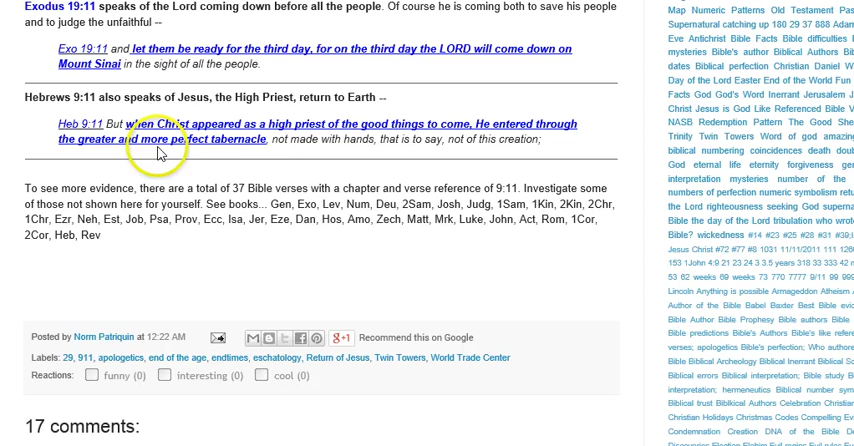 Exodus 19:11 speaks of the Lord coming down before all the people. Of course he is coming both to save his people
and to judge the unfaithful --
Exo 19:11 and let them be ready for the third day, for on the third day the LORD will come down on
Mount Sinai in the sight of all the people.
Hebrews 9:11 also speaks of Jesus, the High Priest, return to Earth --
Heb 9:11 But when Christ appeared as a high priest of the good things to come, He entered through
the greater and more perfect tabernacle, not made with hands, that is to say, not of this creation;
To see more evidence, there are a total of 37 Bible verses with a chapter and verse reference of 9:11. Investigate some
of those not shown here for yourself. See books... Gen, Exo, Lev, Num, Deu, 2Sam, Josh, Judg, 1Sam, 1Kin, 2Kin, 2Chr,
1Chr, Ezr, Neh, Est, Job, Psa, Prov, Ecc, Isa, Jer, Eze, Dan, Hos, Amo, Zech, Matt, Mrk, Luke, John, Act, Rom, 1Cor,
2Cor, Heb, Rev
Posted by Norm Patriquin at 12:22 AM
g+1
Recommend this on Google
Labels: 29, 911, apologetics, end of the age, endtimes, eschatology, Return of Jesus, Twin Towers, World Trade Center
Reactions: funny (0) interesting (0) cool (0)
17 comments:
Map Numeric Patterns Old Testament Pas
Supernatural catching up 180 29 37 888 Adam
Eve Antichrist Bible Facts Bible difficulties
mysteries Bible's author Biblical Authors Bib
dates Biblical perfection Christian Daniel W
Day of the Lord Easter End of the World Fun
Facts God God's Word Inerrant Jerusalem J
Christ Jesus is God Like Referenced Bible V
NASB Redemption Pattern The Good She
Trinity Twin Towers Word of god amazing
biblical numbering coincidences death doub
God eternal life eternity forgiveness gen
interpretation mysteries number of the
numbers of perfection numeric symbolism retu
the Lord righteousness seeking God superna
Bible the day of the Lord tribulation who wrote
Bible? wickedness #14 #23 #25 #28 #31 #39;I
Jesus Christ #72 #77 #8 1031 11/11/2011 111 126
153 1John 4:9 21 23 24 3 3.5 years 318 33 333 42 m
53 62 weeks 69 weeks 73 770 7777 9/11 99 999
Lincoln Anything is possible Armageddon Atheism A
Author of the Bible Babel Baxter Best Bible evi
Bible Author Bible Prophesy Bible authors Bible
Bible predictions Bible's Authors Bible's like refere
verses; apologetics Bible's perfection; Who authore
Bible Biblical Archeology Biblical Inerrant Biblical Sc
Biblical errors Biblical interpretation; Bible study B
interpretation; hermeneutics Biblical number sym
Biblical trust Biblkical Authors Celebration Christian
Christian Holidays Christmas Codes Compelling Ev
Condemnation Creation DNA of the Bible De